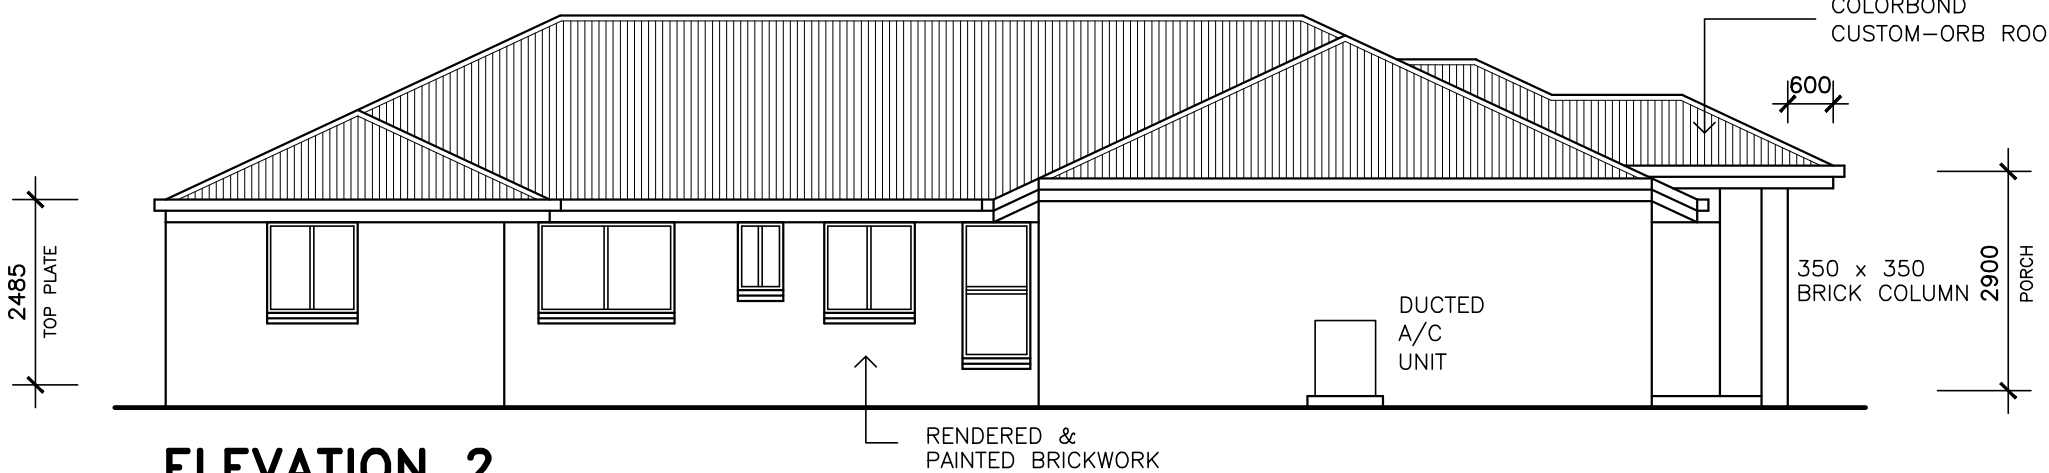 COLORBOND
CUSTOM-ORB ROO
600
2485
TOP PLATE
350 x 350
BRICK COLUMN
2900
PORCH
DUCTED
A/C
UNIT
RENDERED &
PAINTED BRICKWORK
ELEVATION 2